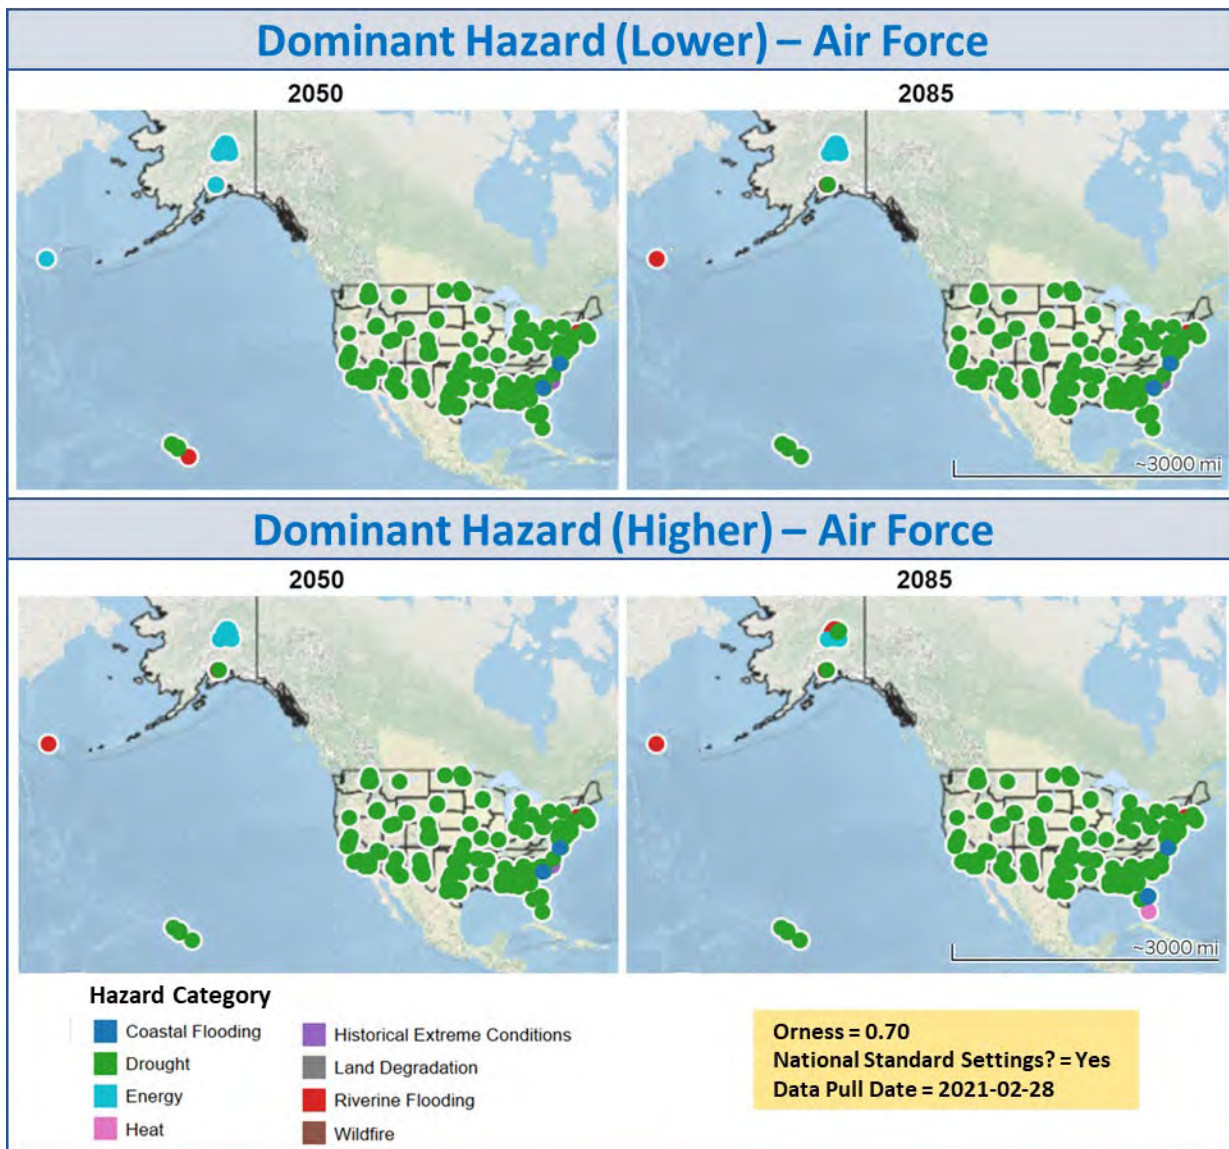 Dominant Hazard (Lower) – Air Force
2050
2085
~3000 mi
Dominant Hazard (Higher) – Air Force
2050
2085
~3000 mi
Hazard Category
Coastal Flooding
Drought
Energy
Heat
Historical Extreme Conditions
Land Degradation
Riverine Flooding
Wildfire
Orness = 0.70
National Standard Settings? = Yes
Data Pull Date = 2021-02-28